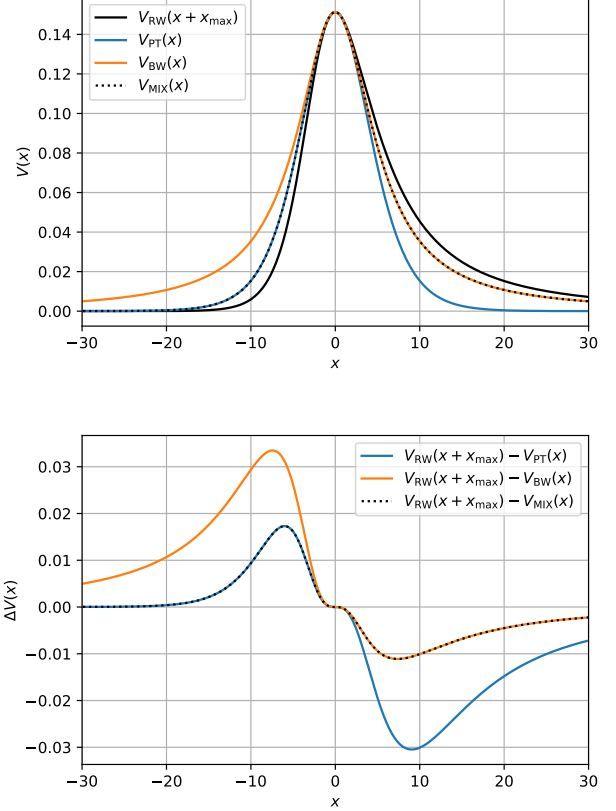 0.14
0.12
0.10
0.08
0.06
0.04
0.02
0.00
V(x)
V_RW(x + x_max)
V_PT(x)
V_BW(x)
V_MIX(x)
−30 −20 −10 0 10 20 30
x
0.03
0.02
0.01
0.00
−0.01
−0.02
−0.03
ΔV(x)
V_RW(x + x_max) − V_PT(x)
V_RW(x + x_max) − V_BW(x)
V_RW(x + x_max) − V_MIX(x)
−30 −20 −10 0 10 20 30
x